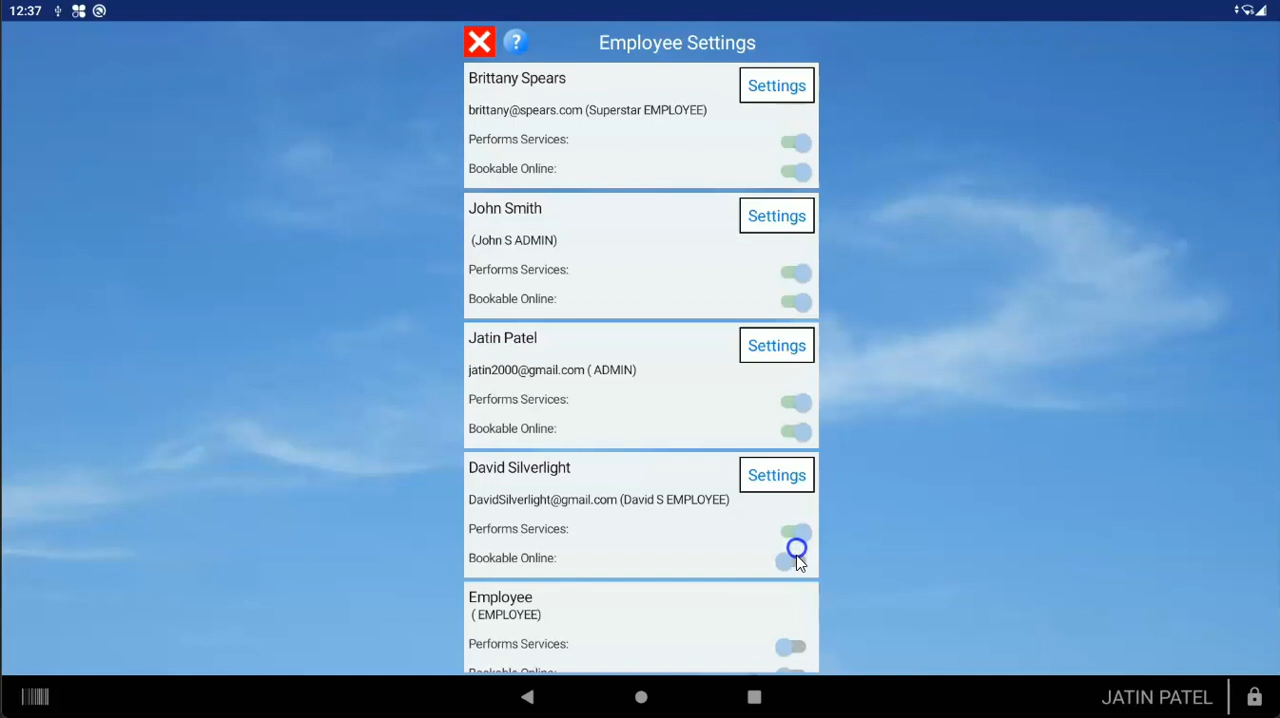 12:37
? Employee Settings
Brittany Spears
Settings
brittany@spears.com (Superstar EMPLOYEE)
Performs Services:
Bookable Online:
John Smith
Settings
(John S ADMIN)
Performs Services:
Bookable Online:
Jatin Patel
Settings
jatin2000@gmail.com ( ADMIN)
Performs Services:
Bookable Online:
David Silverlight
Settings
DavidSilverlight@gmail.com (David S EMPLOYEE)
Performs Services:
Bookable Online:
Employee
( EMPLOYEE)
Performs Services:
Bookable Online:
JATIN PATEL